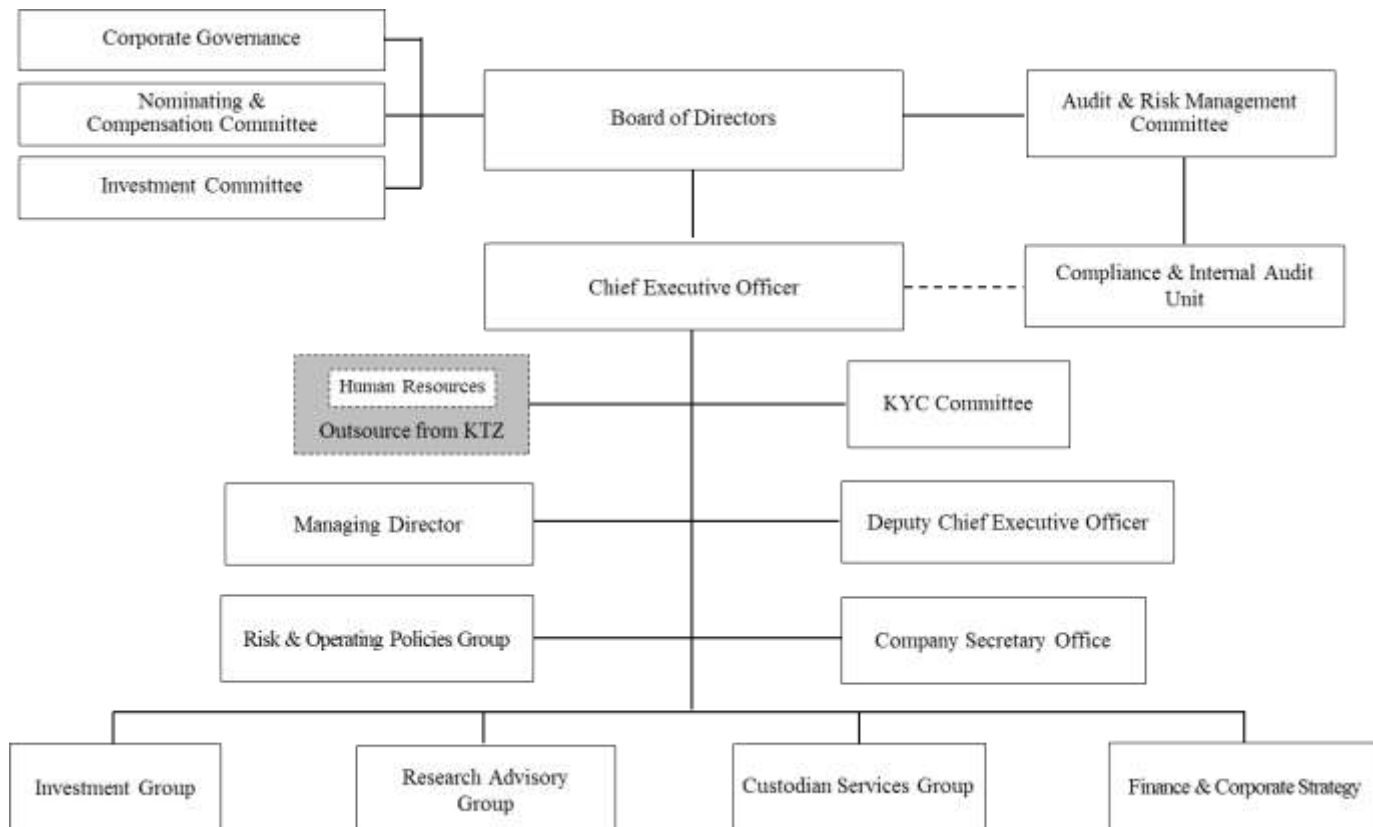 Corporate Governance
Nominating &
Compensation Committee
Investment Committee
Board of Directors
Audit & Risk Management
Committee
Chief Executive Officer
Compliance & Internal Audit
Unit
Human Resources
Outsource from KTZ
KYC Committee
Managing Director
Deputy Chief Executive Officer
Risk & Operating Policies Group
Company Secretary Office
Investment Group
Research Advisory
Group
Custodian Services Group
Finance & Corporate Strategy